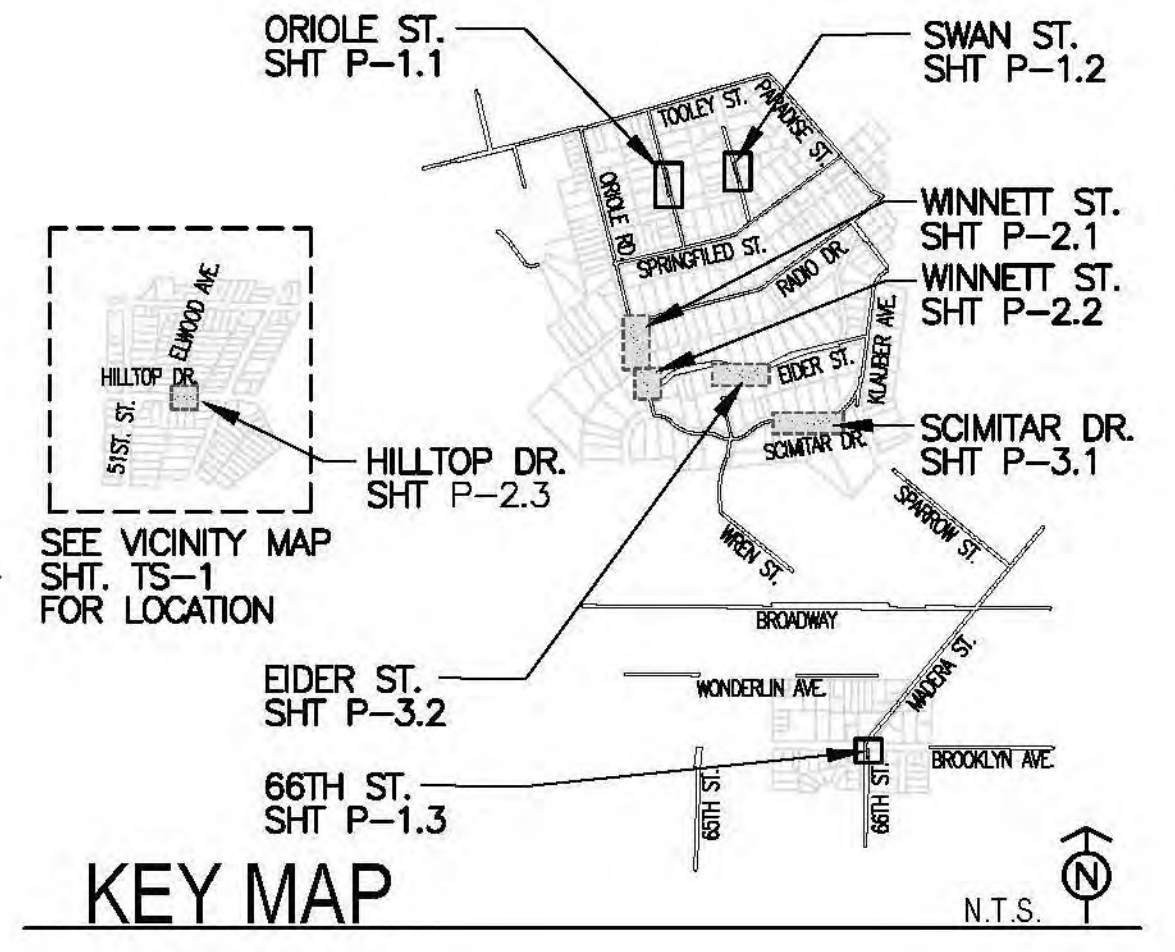 ORIOLE ST.
SHT P-1.1
SWAN ST.
SHT P-1.2
TOOLEY ST.
PARADISE ST.
ORIOLE RD
SPRINGFILED ST.
RADIO DR.
WINNETT ST.
SHT P-2.1
WINNETT ST.
SHT P-2.2
KLAUBER AVE.
EIDER ST.
ELWOOD AVE.
HILLTOP DR.
51ST. ST.
HILLTOP DR.
SHT P-2.3
SCIMITAR DR.
SCIMITAR DR.
SHT P-3.1
SEE VICINITY MAP
SHT. TS-1
FOR LOCATION
SPARROW ST.
WREN ST.
BROADWAY
MADERA ST.
EIDER ST.
SHT P-3.2
WONDERLIN AVE.
BROOKLYN AVE.
66TH ST.
SHT P-1.3
65TH ST.
66TH ST.
KEY MAP
N.T.S.
N